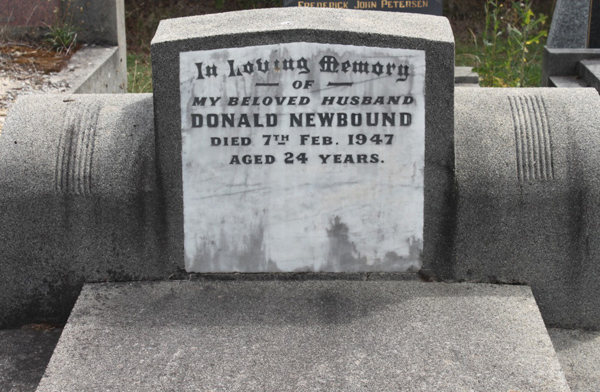 FREDERICK JOHN PETERSEN
In Loving Memory
OF
MY BELOVED HUSBAND
DONALD NEWBOUND
DIED 7TH FEB. 1947
AGED 24 YEARS.